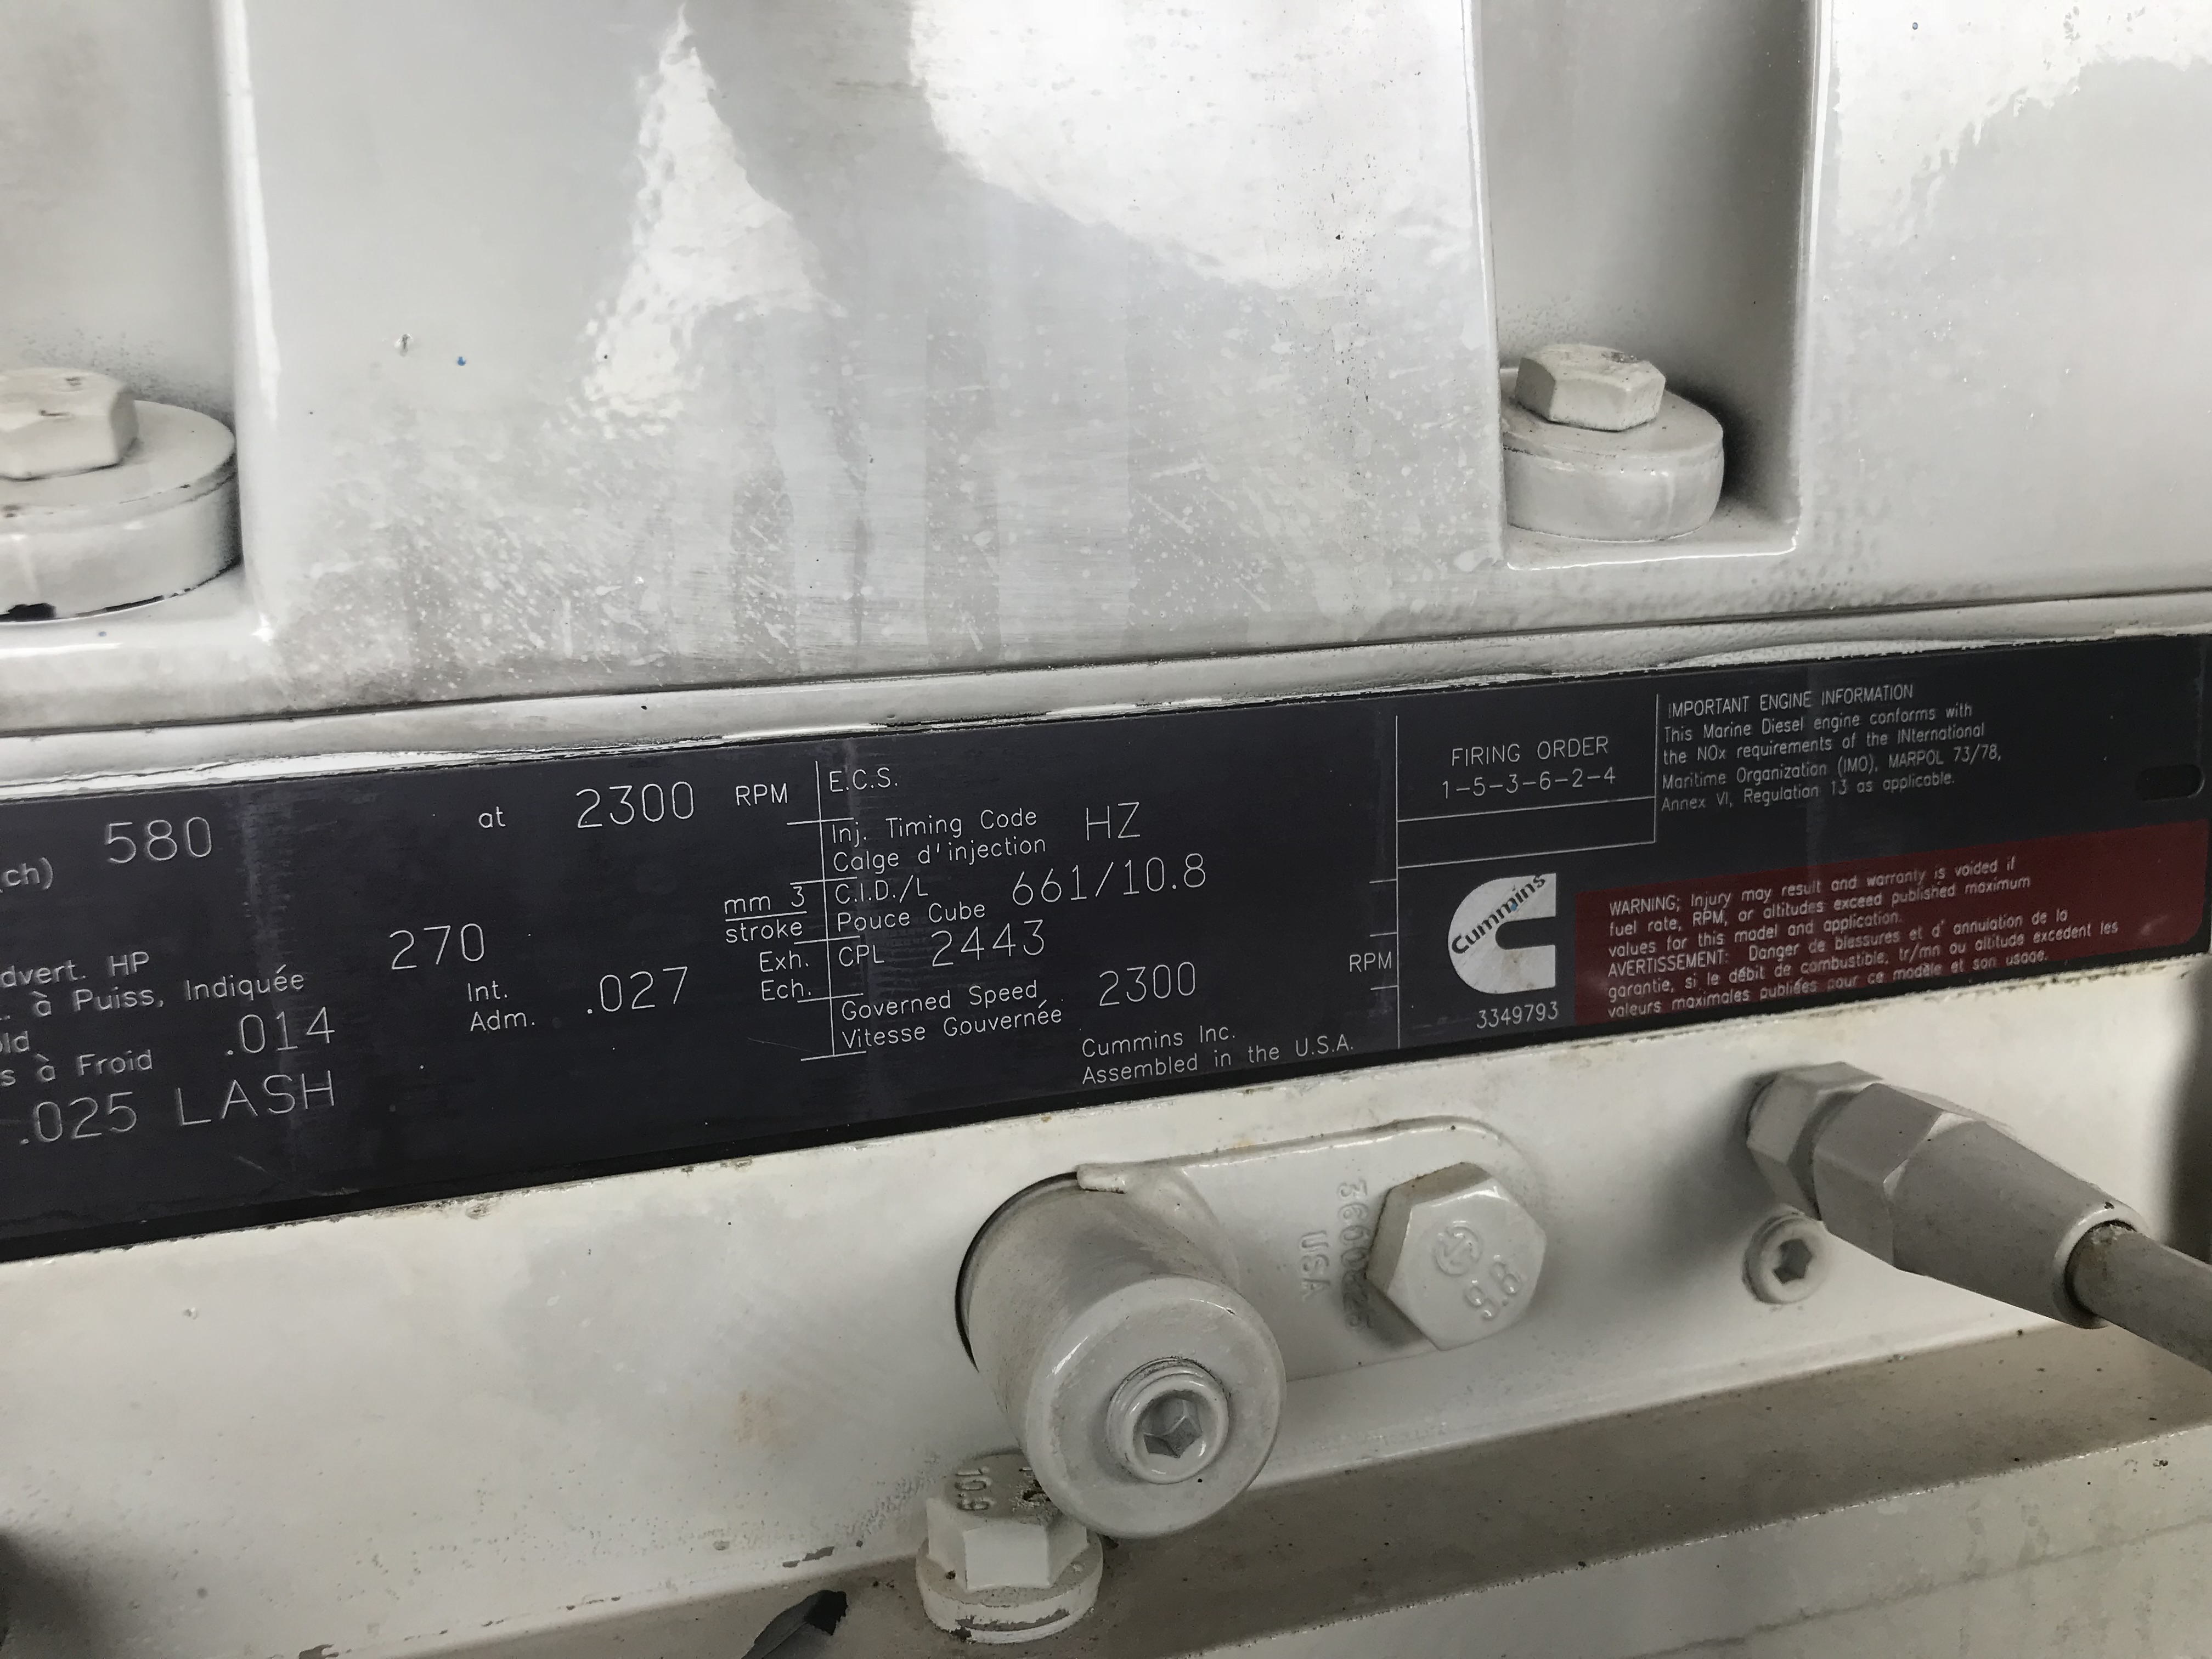 ch) 580 at 2300 RPM
dvert. HP 270 mm 3
à Puiss, Indiquée stroke
ld .014 Int. .027 Exh.
s à Froid Adm. Ech.
.025 LASH
E.C.S.
Inj. Timing Code HZ
Calge d'injection
C.I.D./L 661/10.8
Pouce Cube
CPL 2443
Governed Speed 2300 RPM
Vitesse Gouvernée
Cummins Inc.
Assembled in the U.S.A.
FIRING ORDER
1-5-3-6-2-4
Cummins
3349793
IMPORTANT ENGINE INFORMATION
This Marine Diesel engine conforms with
the NOx requirements of the INternational
Maritime Organization (IMO), MARPOL 73/78,
Annex VI, Regulation 13 as applicable.
WARNING; Injury may result and warranty is voided if
fuel rate, RPM, or altitudes exceed published maximum
values for this model and application.
AVERTISSEMENT: Danger de blessures et d' annulation de la
garantie, si le débit de combustible, tr/mn ou altitude excedent les
valeurs maximales publiées pour ce modèle et son usage.
USA
9.8
10.9